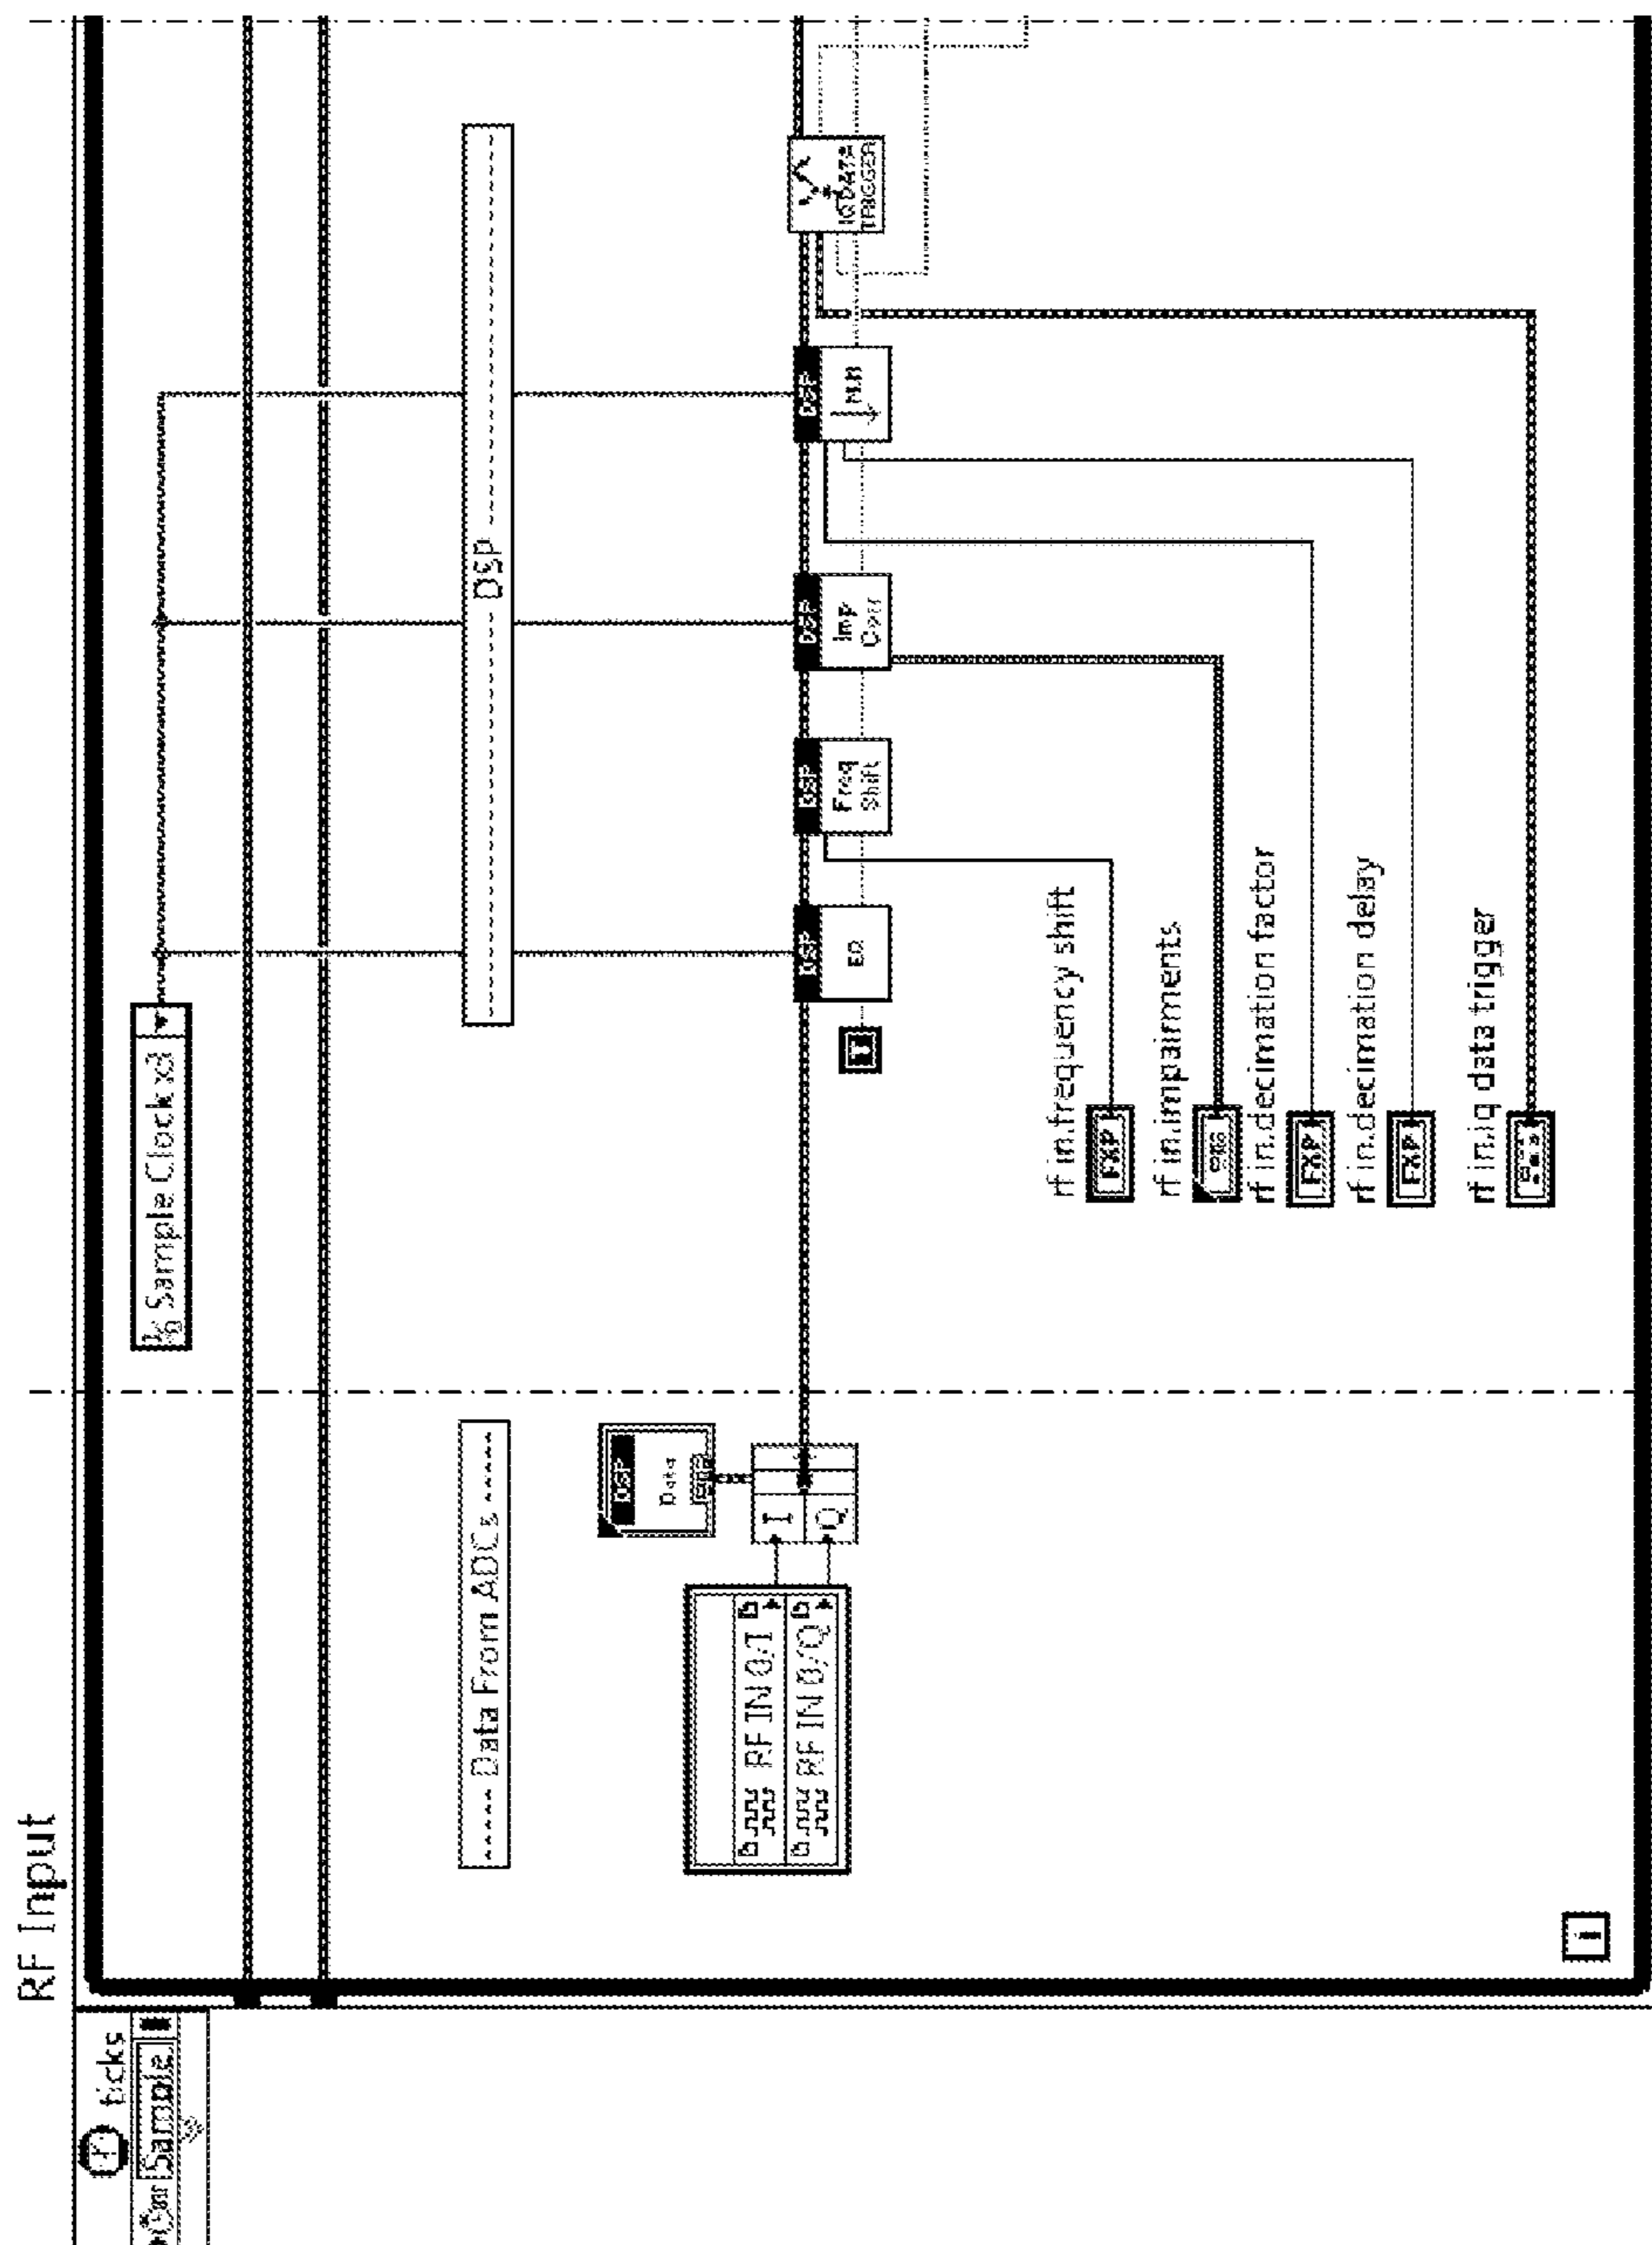 RF Input
ticks
Sample
Sample Clock x3
----- Data From ADCs -----
DSP
DSP
Data
I
Q
RF IN 0/I
RF IN 0/Q
DSP
EQ
DSP
Freq
Shift
DSP
Imp
Corr
DSP
M.N
IQ DATA
TRIGGER
T
rf in.frequency shift
FXP
rf in.impairments
rf in.decimation factor
FXP
rf in.decimation delay
FXP
rf in.iq data trigger
i